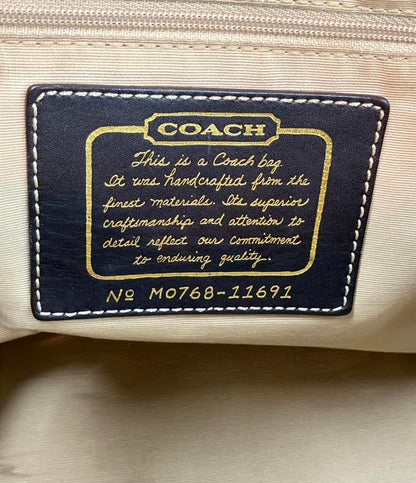 COACH
This is a Coach bag.
It was handcrafted from the
finest materials. Its superior
craftsmanship and attention to
detail reflect our commitment
to enduring quality.
No M0768-11691